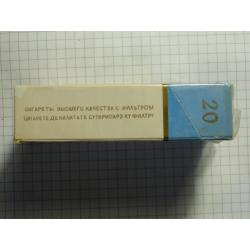 СИГАРЕТЫ ВЫСШЕГО КАЧЕСТВА С ФИЛЬТРОМ
ЦИГАРЕТЕ ДЕ КАЛИТАТЕ СУПЕРИОАРЭ КУ ФИЛТРУ
20